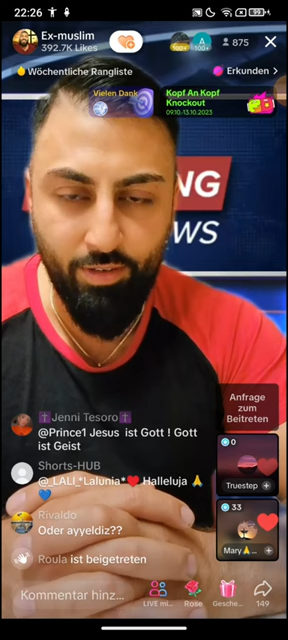 22:26
99
Ex-muslim
392.7K Likes
100+
100+
875
Wöchentliche Rangliste
Erkunden >
Vielen Dank
Kopf An Kopf
Knockout
09.10-13.10.2023
NG
WS
Anfrage
zum
Beitreten
Jenni Tesoro
@Prince1 Jesus ist Gott ! Gott
ist Geist
0
Truestep +
Shorts-HUB
@_LALI_*Lalunia*❤️ Halleluja 🙏
💙
33
Rivaldo
Oder ayyeldiz??
Mary🙏... +
Roula ist beigetreten
Kommentar hinz...
LIVE mi...
Rose
Gesche...
149